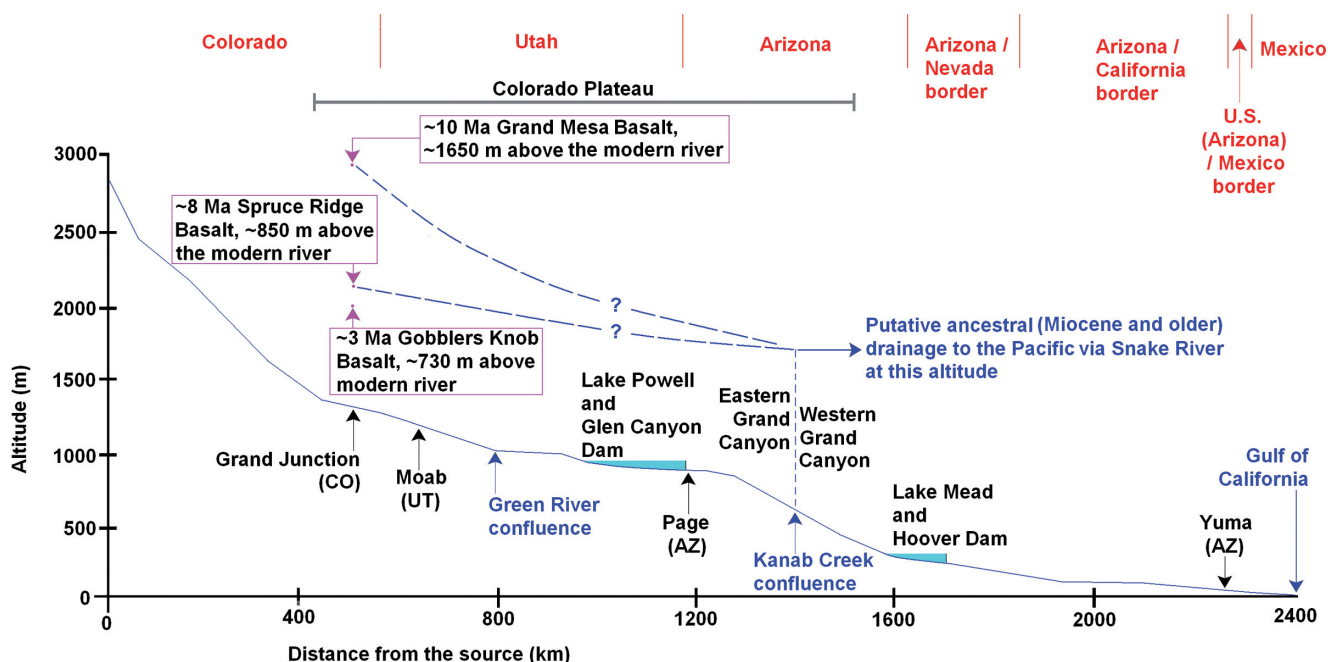 Colorado
Utah
Arizona
Arizona /
Nevada
border
Arizona /
California
border
Mexico
U.S.
(Arizona)
/ Mexico
border
Colorado Plateau
~10 Ma Grand Mesa Basalt,
~1650 m above the modern river
~8 Ma Spruce Ridge
Basalt, ~850 m above
the modern river
~3 Ma Gobblers Knob
Basalt, ~730 m above
modern river
?
?
Putative ancestral (Miocene and older)
drainage to the Pacific via Snake River
at this altitude
Lake Powell
and
Glen Canyon
Dam
Eastern
Grand
Canyon
Western
Grand
Canyon
Grand Junction
(CO)
Moab
(UT)
Green River
confluence
Page
(AZ)
Kanab Creek
confluence
Lake Mead
and
Hoover Dam
Yuma
(AZ)
Gulf of
California
Altitude (m)
3000
2500
2000
1500
1000
500
0
0
400
800
1200
1600
2000
2400
Distance from the source (km)